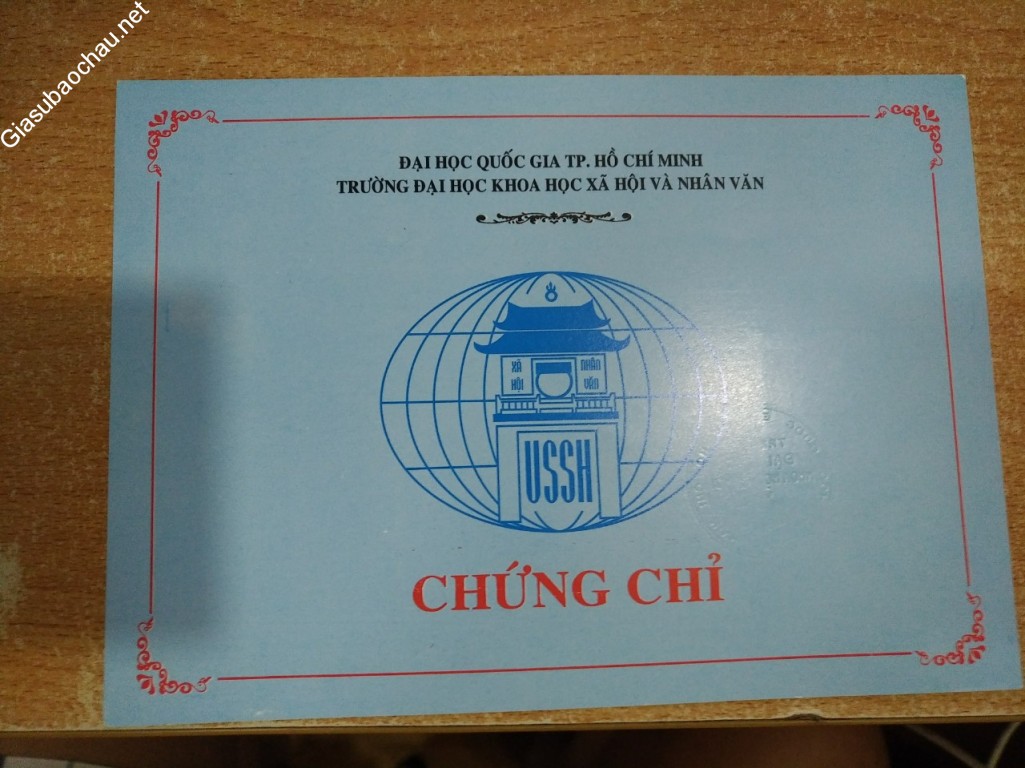 Giasubaochau.net
ĐẠI HỌC QUỐC GIA TP. HỒ CHÍ MINH
TRƯỜNG ĐẠI HỌC KHOA HỌC XÃ HỘI VÀ NHÂN VĂN
XÃ HỘI
NHÂN VĂN
USSH
CHỨNG CHỈ